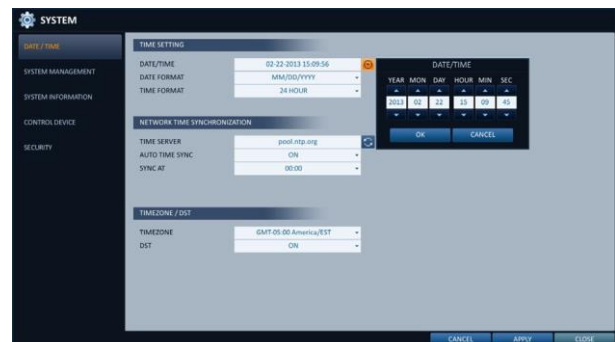 SYSTEM
DATE / TIME
SYSTEM MANAGEMENT
SYSTEM INFORMATION
CONTROL DEVICE
SECURITY
TIME SETTING
DATE/TIME 02-22-2013 15:09:56
DATE FORMAT MM/DD/YYYY
TIME FORMAT 24 HOUR
NETWORK TIME SYNCHRONIZATION
TIME SERVER pool.ntp.org
AUTO TIME SYNC ON
SYNC AT 00:00
TIMEZONE / DST
TIMEZONE GMT-05:00 America/EST
DST ON
DATE/TIME
YEAR MON DAY HOUR MIN SEC
2013 02 22 15 09 45
OK CANCEL
CANCEL APPLY CLOSE